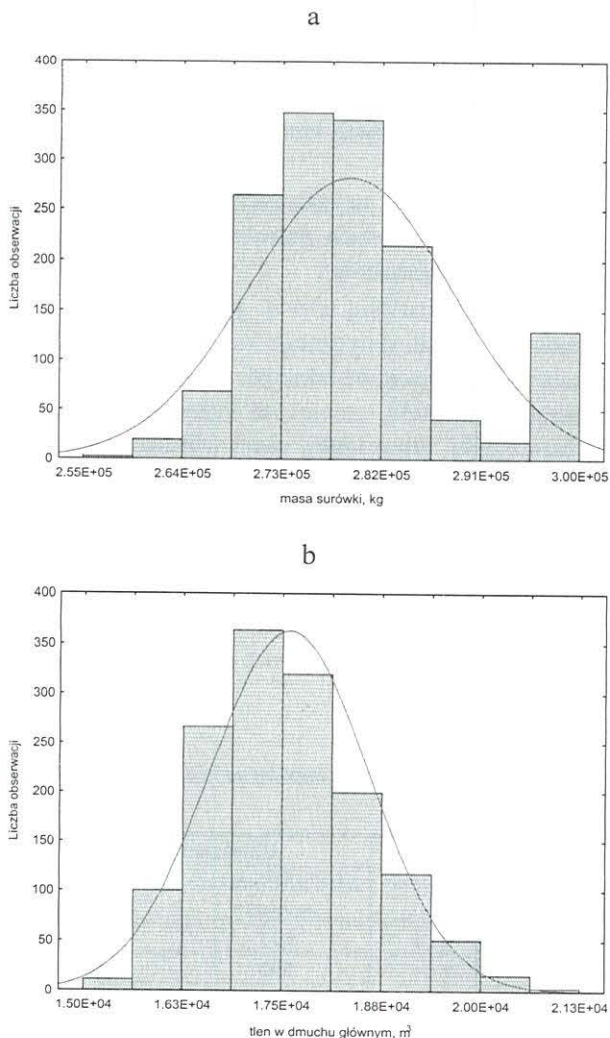 a
400
350
300
250
200
150
100
50
0
Liczba obserwacji
2.55E+05 2.64E+05 2.73E+05 2.82E+05 2.91E+05 3.00E+05
masa surówki, kg
b
400
350
300
250
200
150
100
50
0
Liczba obserwacji
1.50E+04 1.63E+04 1.75E+04 1.88E+04 2.00E+04 2.13E+04
tlen w dmuchu głównym, m³